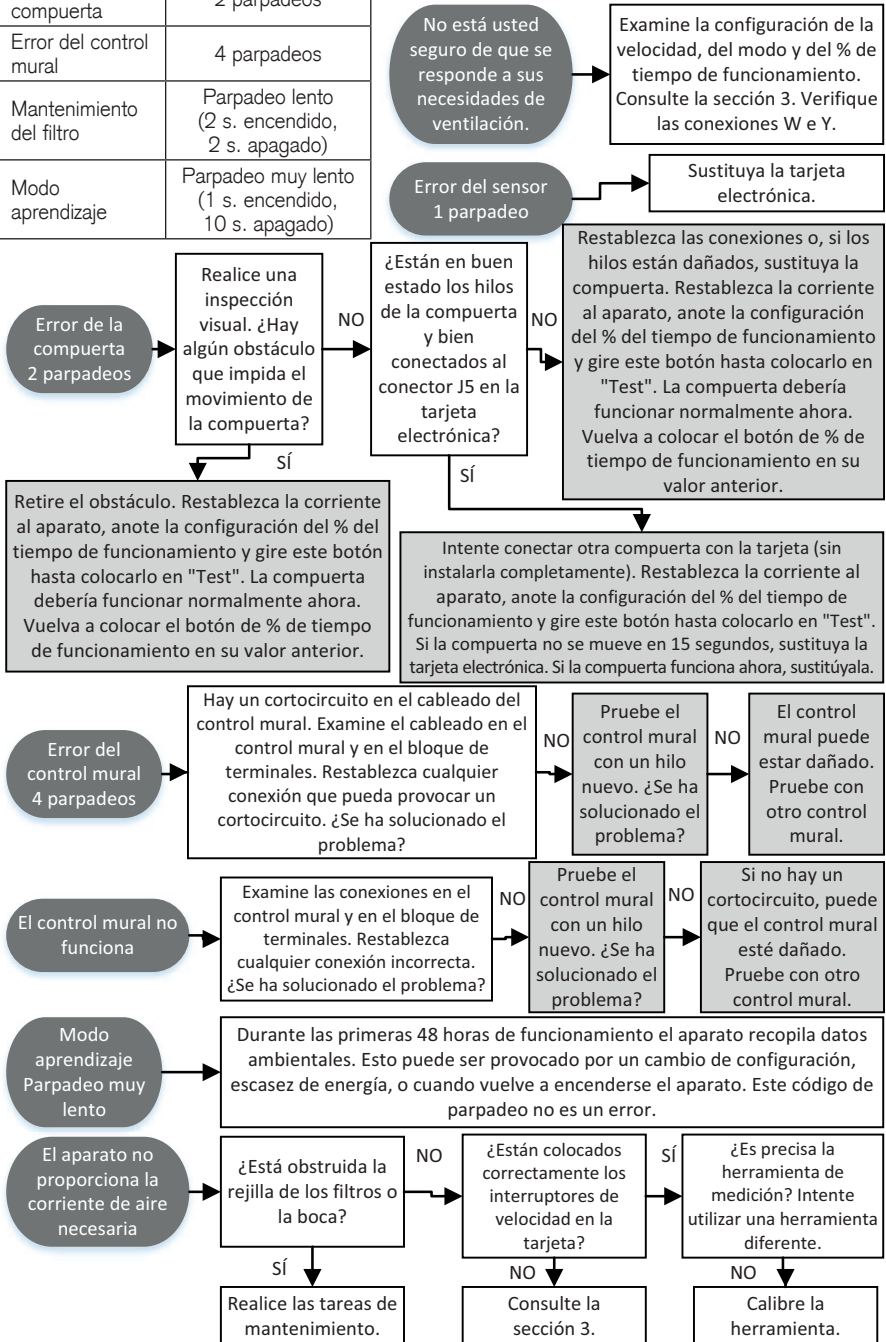 compuerta
2 parpadeos
Error del control
mural
4 parpadeos
Mantenimiento
del filtro
Parpadeo lento
(2 s. encendido,
2 s. apagado)
Modo
aprendizaje
Parpadeo muy lento
(1 s. encendido,
10 s. apagado)
No está usted
seguro de que se
responde a sus
necesidades de
ventilación.
Examine la configuración de la
velocidad, del modo y del % de
tiempo de funcionamiento.
Consulte la sección 3. Verifique
las conexiones W e Y.
Error del sensor
1 parpadeo
Sustituya la tarjeta
electrónica.
Error de la
compuerta
2 parpadeos
Realice una
inspección
visual. ¿Hay
algún obstáculo
que impida el
movimiento de
la compuerta?
NO
¿Están en buen
estado los hilos
de la compuerta
y bien
conectados al
conector J5 en la
tarjeta
electrónica?
NO
Restablezca las conexiones o, si los
hilos están dañados, sustituya la
compuerta. Restablezca la corriente
al aparato, anote la configuración
del % del tiempo de funcionamiento
y gire este botón hasta colocarlo en
"Test". La compuerta debería
funcionar normalmente ahora.
Vuelva a colocar el botón de % de
tiempo de funcionamiento en su
valor anterior.
SÍ
SÍ
Retire el obstáculo. Restablezca la corriente
al aparato, anote la configuración del % del
tiempo de funcionamiento y gire este botón
hasta colocarlo en "Test". La compuerta
debería funcionar normalmente ahora.
Vuelva a colocar el botón de % de tiempo
de funcionamiento en su valor anterior.
Intente conectar otra compuerta con la tarjeta (sin
instalarla completamente). Restablezca la corriente al
aparato, anote la configuración del % del tiempo de
funcionamiento y gire este botón hasta colocarlo en "Test".
Si la compuerta no se mueve en 15 segundos, sustituya la
tarjeta electrónica. Si la compuerta funciona ahora, sustitúyala.
Error del
control mural
4 parpadeos
Hay un cortocircuito en el cableado del
control mural. Examine el cableado en el
control mural y en el bloque de
terminales. Restablezca cualquier
conexión que pueda provocar un
cortocircuito. ¿Se ha solucionado el
problema?
NO
Pruebe el
control mural
con un hilo
nuevo. ¿Se ha
solucionado el
problema?
NO
El control
mural puede
estar dañado.
Pruebe con
otro control
mural.
El control mural no
funciona
Examine las conexiones en el
control mural y en el bloque de
terminales. Restablezca
cualquier conexión incorrecta.
¿Se ha solucionado el problema?
NO
Pruebe el
control mural
con un hilo
nuevo. ¿Se ha
solucionado el
problema?
NO
Si no hay un
cortocircuito, puede
que el control mural
esté dañado.
Pruebe con otro
control mural.
Modo
aprendizaje
Parpadeo muy
lento
Durante las primeras 48 horas de funcionamiento el aparato recopila datos
ambientales. Esto puede ser provocado por un cambio de configuración,
escasez de energía, o cuando vuelve a encenderse el aparato. Este código de
parpadeo no es un error.
El aparato no
proporciona la
corriente de aire
necesaria
¿Está obstruida la
rejilla de los filtros o
la boca?
NO
¿Están colocados
correctamente los
interruptores de
velocidad en la
tarjeta?
SÍ
¿Es precisa la
herramienta de
medición? Intente
utilizar una herramienta
diferente.
SÍ
NO
NO
Realice las tareas de
mantenimiento.
Consulte la
sección 3.
Calibre la
herramienta.